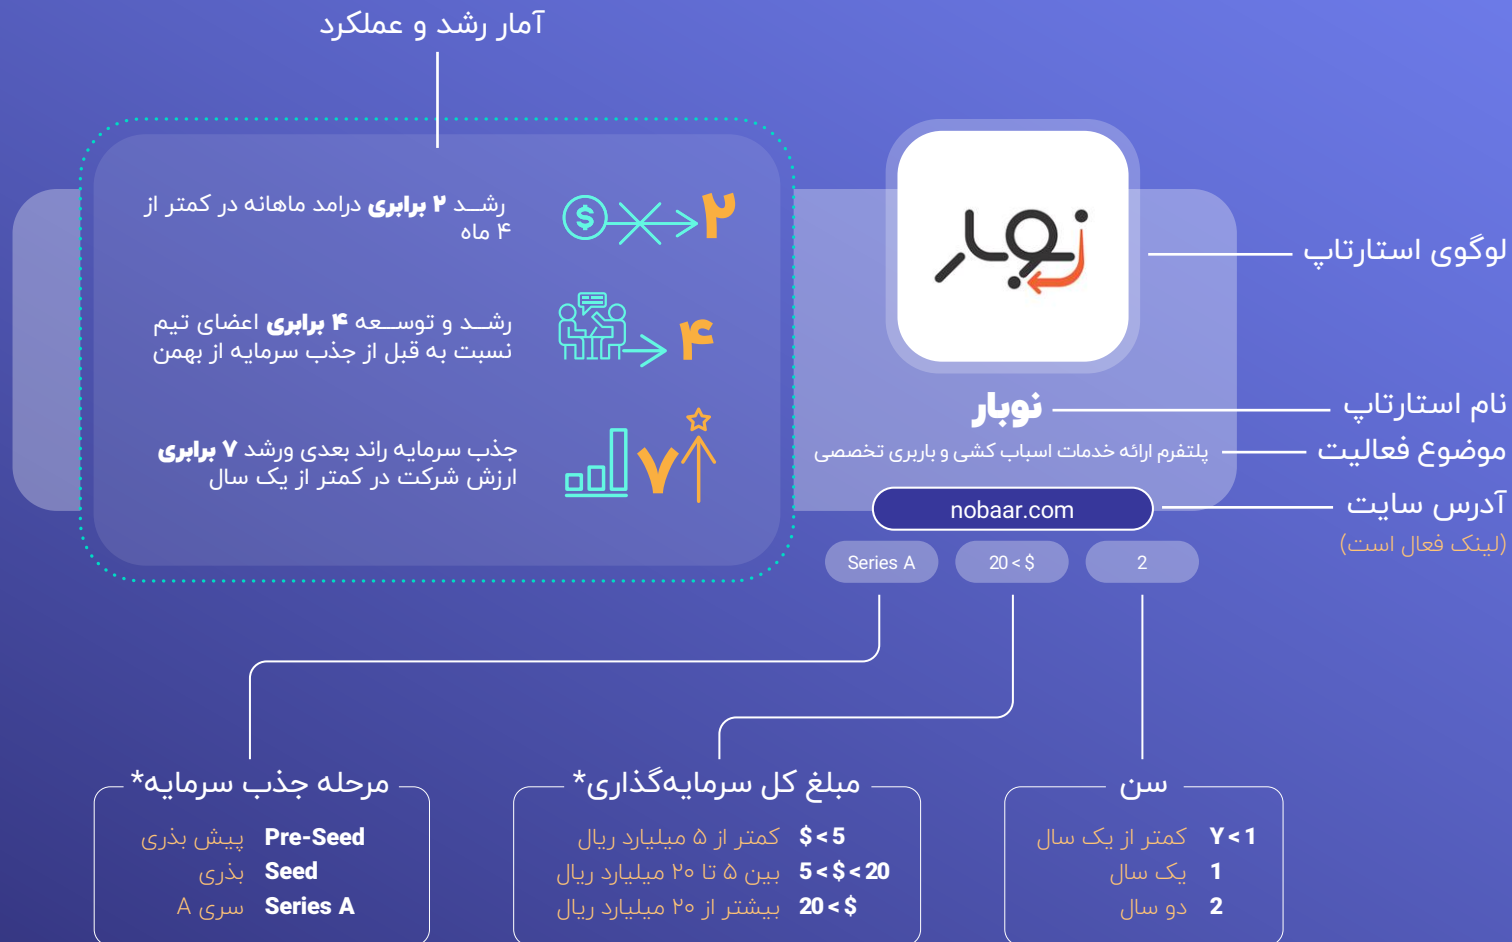 آمار رشد و عملکرد
نوبار
لوگوی استارتاپ
نوبار
نام استارتاپ
پلتفرم ارائه خدمات اسباب کشی و باربری تخصصی
موضوع فعالیت
nobaar.com
آدرس سایت
(لینک فعال است)
2
20 < $
Series A
۲
رشــد ۲ برابری درامد ماهانه در کمتر از
۴ ماه
۴
رشــد و توســعه ۴ برابری اعضای تیم
نسبت به قبل از جذب سرمایه از بهمن
۷
جذب سرمایه راند بعدی ورشد ۷ برابری
ارزش شرکت در کمتر از یک سال
سن
Y < 1 کمتر از یک سال
1 یک سال
2 دو سال
مبلغ کل سرمایه‌گذاری*
$ < 5 کمتر از ۵ میلیارد ریال
5 < $ < 20 بین ۵ تا ۲۰ میلیارد ریال
20 < $ بیشتر از ۲۰ میلیارد ریال
مرحله جذب سرمایه*
Pre-Seed پیش بذری
Seed بذری
Series A سری A